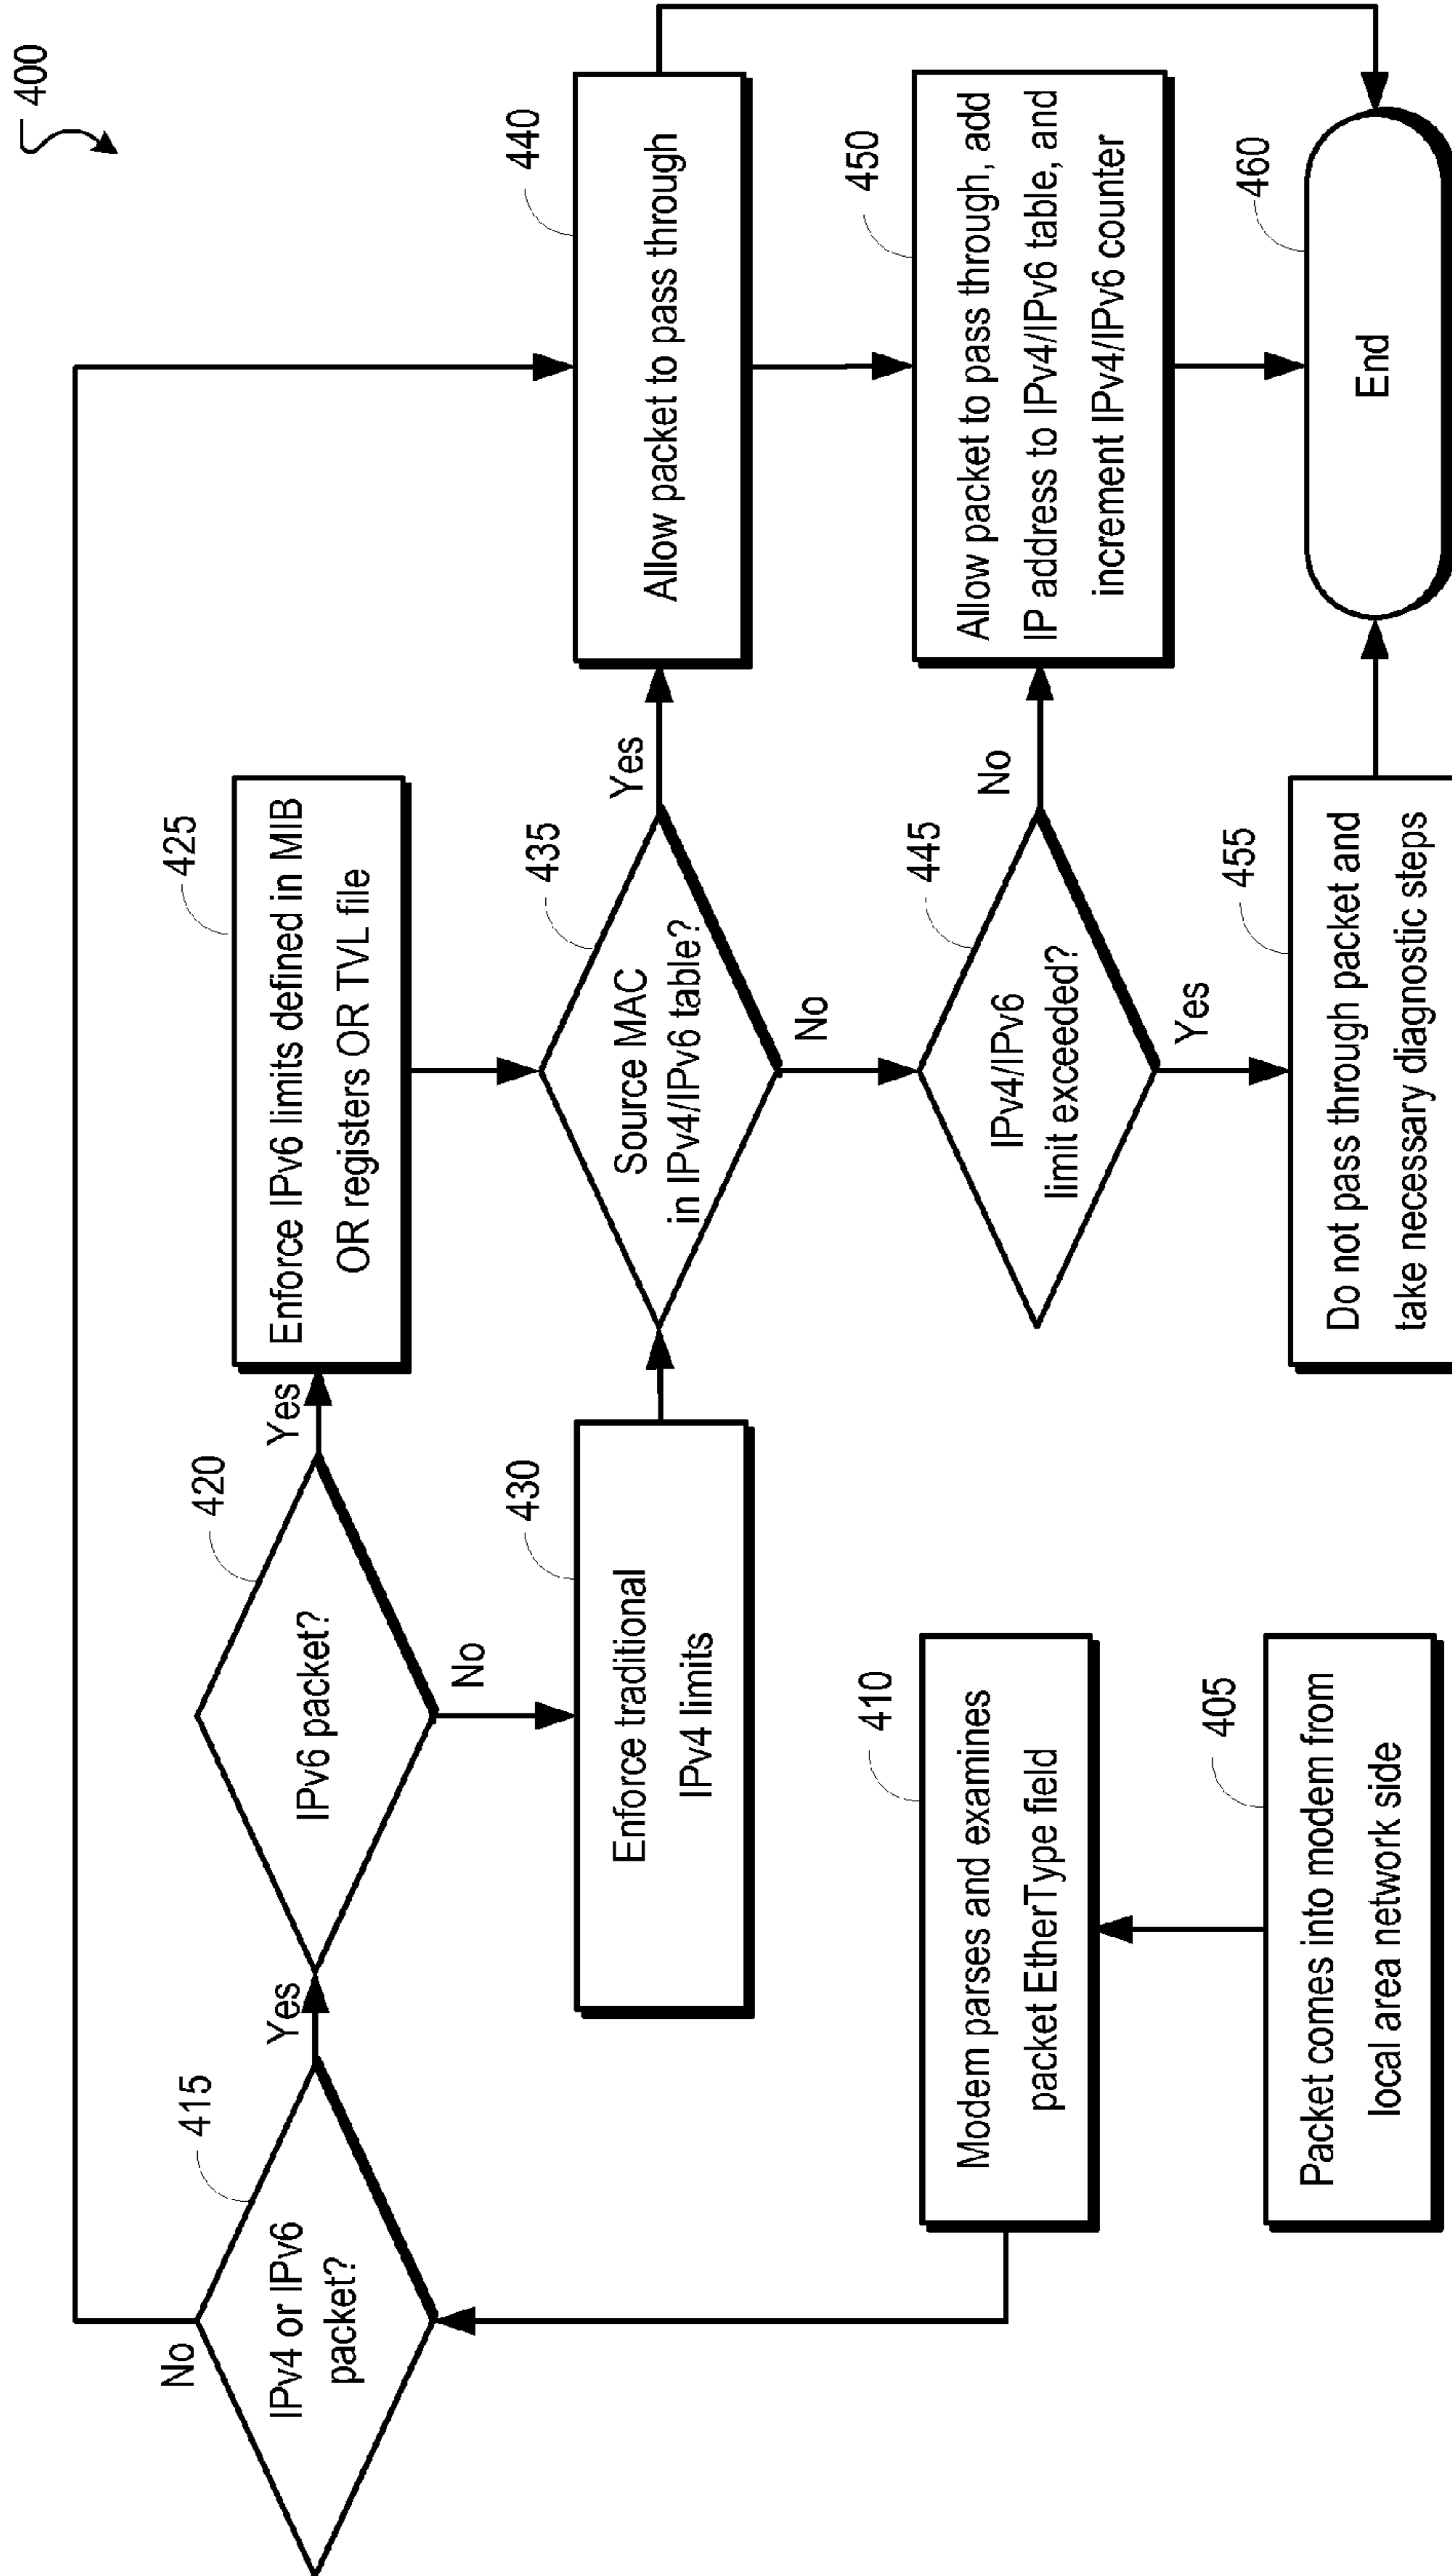 400
405
Packet comes into modem from
local area network side
410
Modem parses and examines
packet EtherType field
415
IPv4 or IPv6
packet?
No
Yes
420
IPv6 packet?
Yes
No
425
Enforce IPv6 limits defined in MIB
OR registers OR TVL file
430
Enforce traditional
IPv4 limits
435
Source MAC
in IPv4/IPv6 table?
Yes
No
440
Allow packet to pass through
445
IPv4/IPv6
limit exceeded?
No
Yes
450
Allow packet to pass through, add
IP address to IPv4/IPv6 table, and
increment IPv4/IPv6 counter
455
Do not pass through packet and
take necessary diagnostic steps
460
End